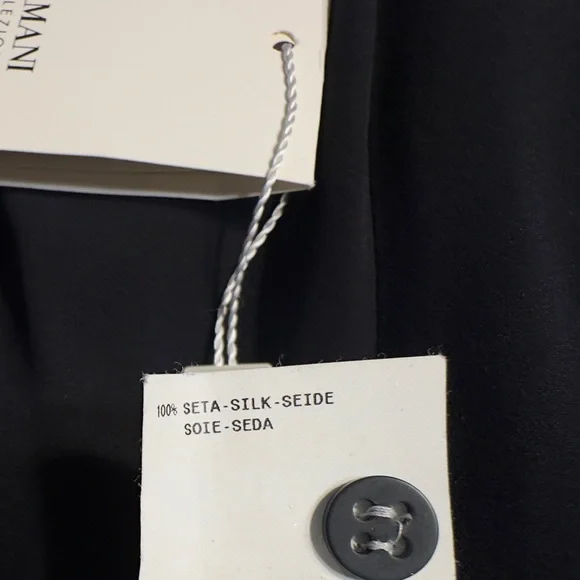 MANI
LEZIO
100% SETA-SILK-SEIDE
SOIE-SEDA